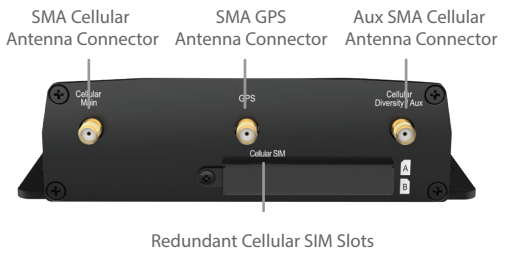 SMA Cellular
Antenna Connector
SMA GPS
Antenna Connector
Aux SMA Cellular
Antenna Connector
Cellular
Main
GPS
Cellular
Diversity / Aux
Cellular SIM
A
B
Redundant Cellular SIM Slots